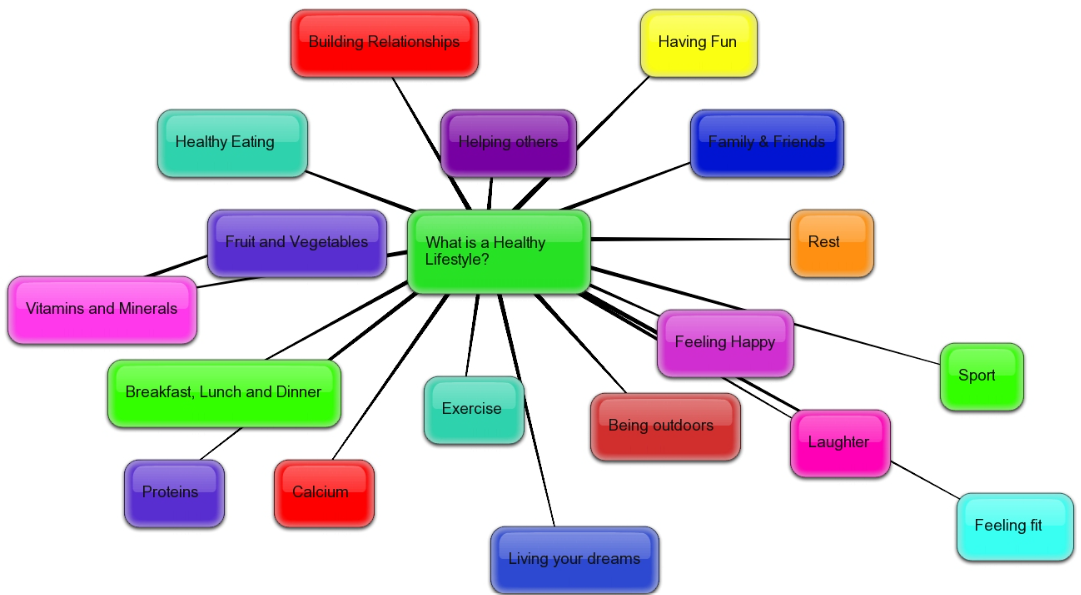 Building Relationships
Having Fun
Healthy Eating
Helping others
Family & Friends
Fruit and Vegetables
What is a Healthy
Lifestyle?
Rest
Vitamins and Minerals
Feeling Happy
Sport
Breakfast, Lunch and Dinner
Exercise
Being outdoors
Laughter
Proteins
Calcium
Feeling fit
Living your dreams